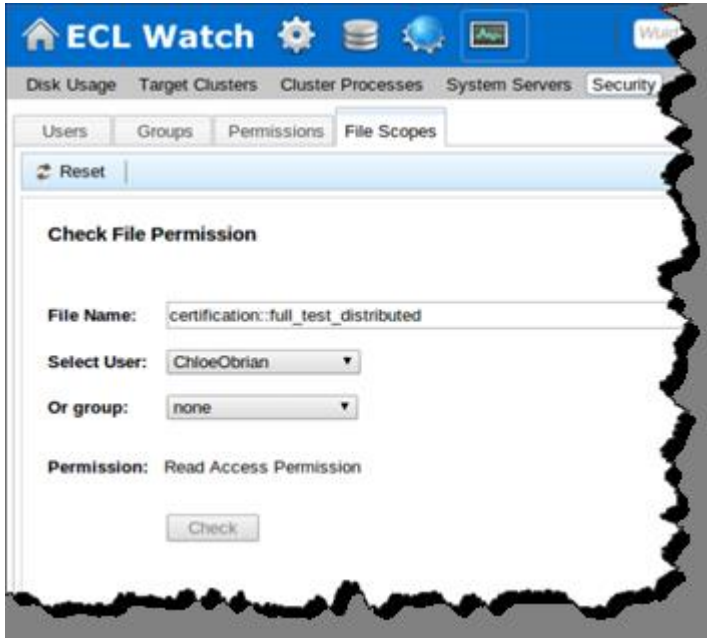 ECL Watch
Disk Usage Target Clusters Cluster Processes System Servers Security
Users Groups Permissions File Scopes
Reset
Check File Permission
File Name: certification::full_test_distributed
Select User: ChloeObrian
Or group: none
Permission: Read Access Permission
Check